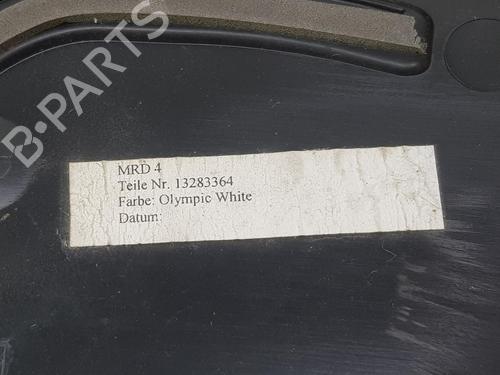 B-PARTS
MRD 4
Teile Nr. 13283364
Farbe: Olympic White
Datum: